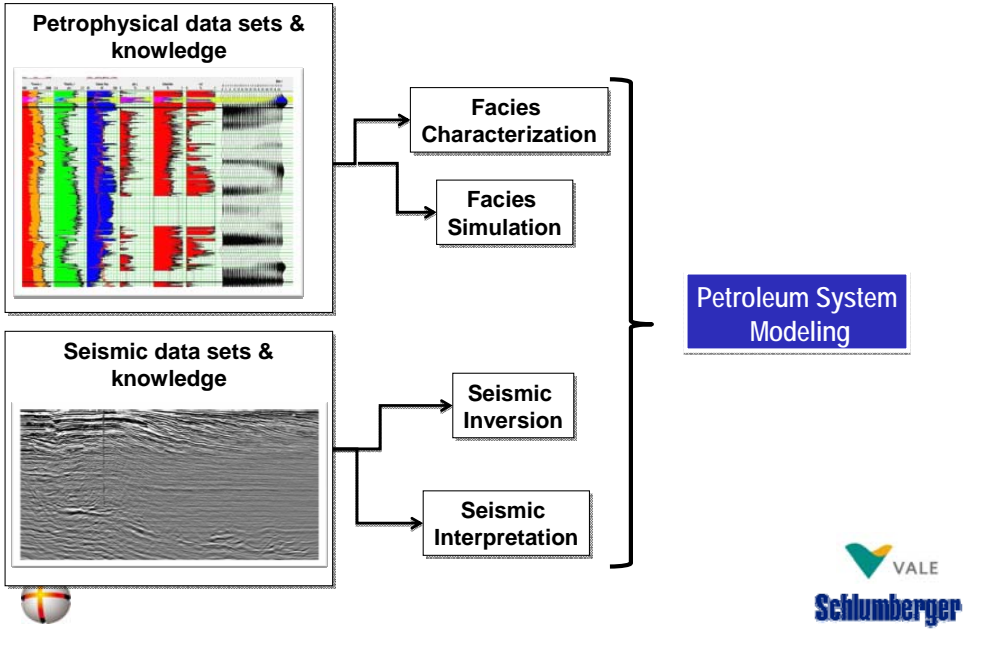 Petrophysical data sets &
knowledge
Facies
Characterization
Facies
Simulation
Petroleum System
Modeling
Seismic data sets &
knowledge
Seismic
Inversion
Seismic
Interpretation
VALE
Schlumberger